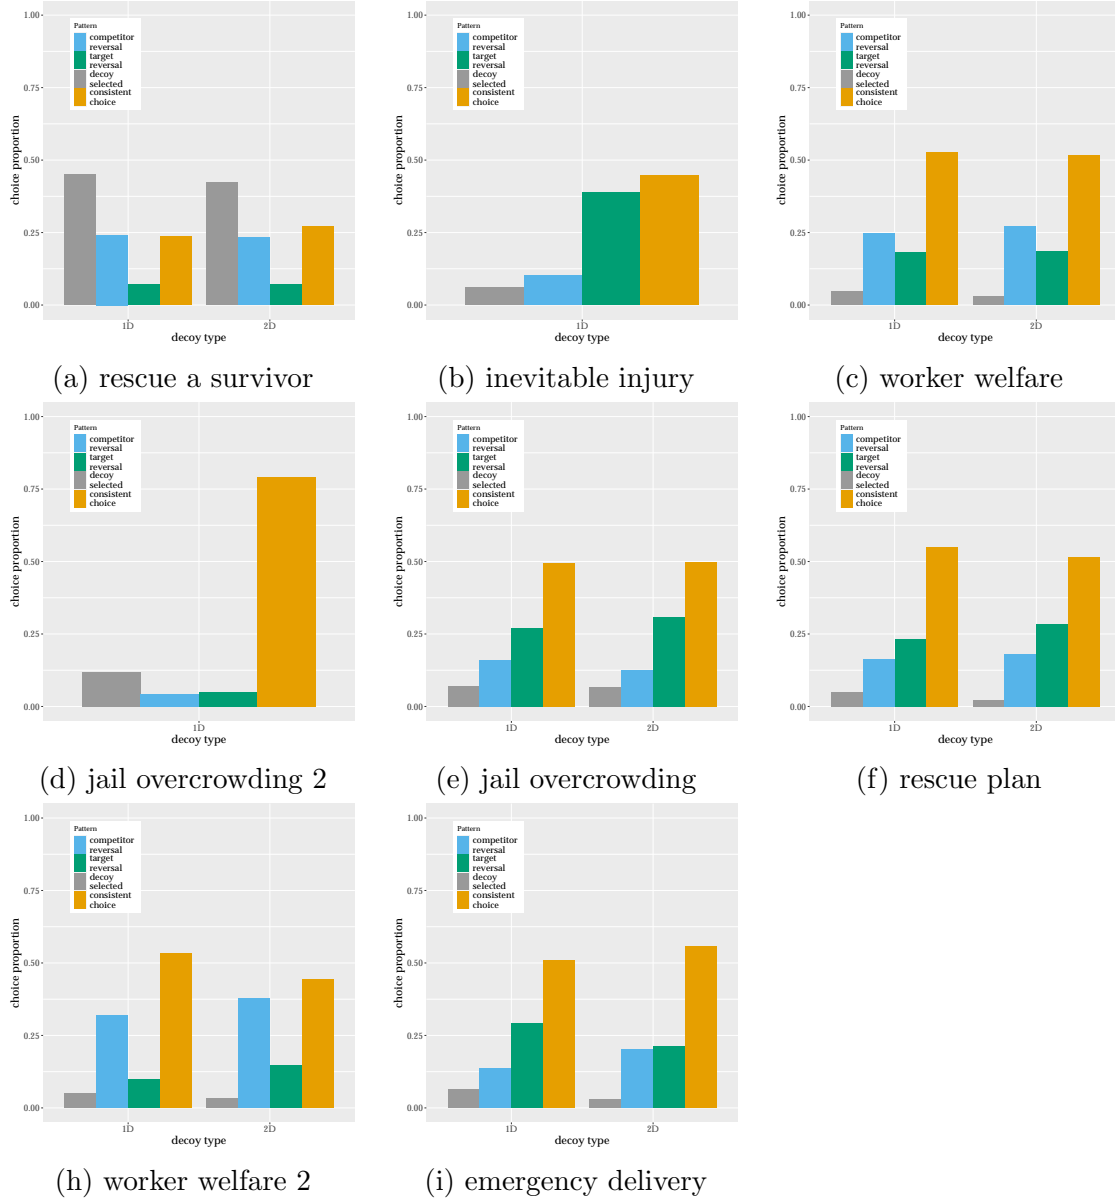 1.00
0.75
0.50
0.25
0.00
choice proportion
Pattern
competitor
reversal
target
reversal
decoy
selected
consistent
choice
1D
2D
decoy type
(a) rescue a survivor
1.00
0.75
0.50
0.25
0.00
choice proportion
Pattern
competitor
reversal
target
reversal
decoy
selected
consistent
choice
1D
decoy type
(b) inevitable injury
1.00
0.75
0.50
0.25
0.00
choice proportion
Pattern
competitor
reversal
target
reversal
decoy
selected
consistent
choice
1D
2D
decoy type
(c) worker welfare
1.00
0.75
0.50
0.25
0.00
choice proportion
Pattern
competitor
reversal
target
reversal
decoy
selected
consistent
choice
1D
decoy type
(d) jail overcrowding 2
1.00
0.75
0.50
0.25
0.00
choice proportion
Pattern
competitor
reversal
target
reversal
decoy
selected
consistent
choice
1D
2D
decoy type
(e) jail overcrowding
1.00
0.75
0.50
0.25
0.00
choice proportion
Pattern
competitor
reversal
target
reversal
decoy
selected
consistent
choice
1D
2D
decoy type
(f) rescue plan
1.00
0.75
0.50
0.25
0.00
choice proportion
Pattern
competitor
reversal
target
reversal
decoy
selected
consistent
choice
1D
2D
decoy type
(h) worker welfare 2
1.00
0.75
0.50
0.25
0.00
choice proportion
Pattern
competitor
reversal
target
reversal
decoy
selected
consistent
choice
1D
2D
decoy type
(i) emergency delivery